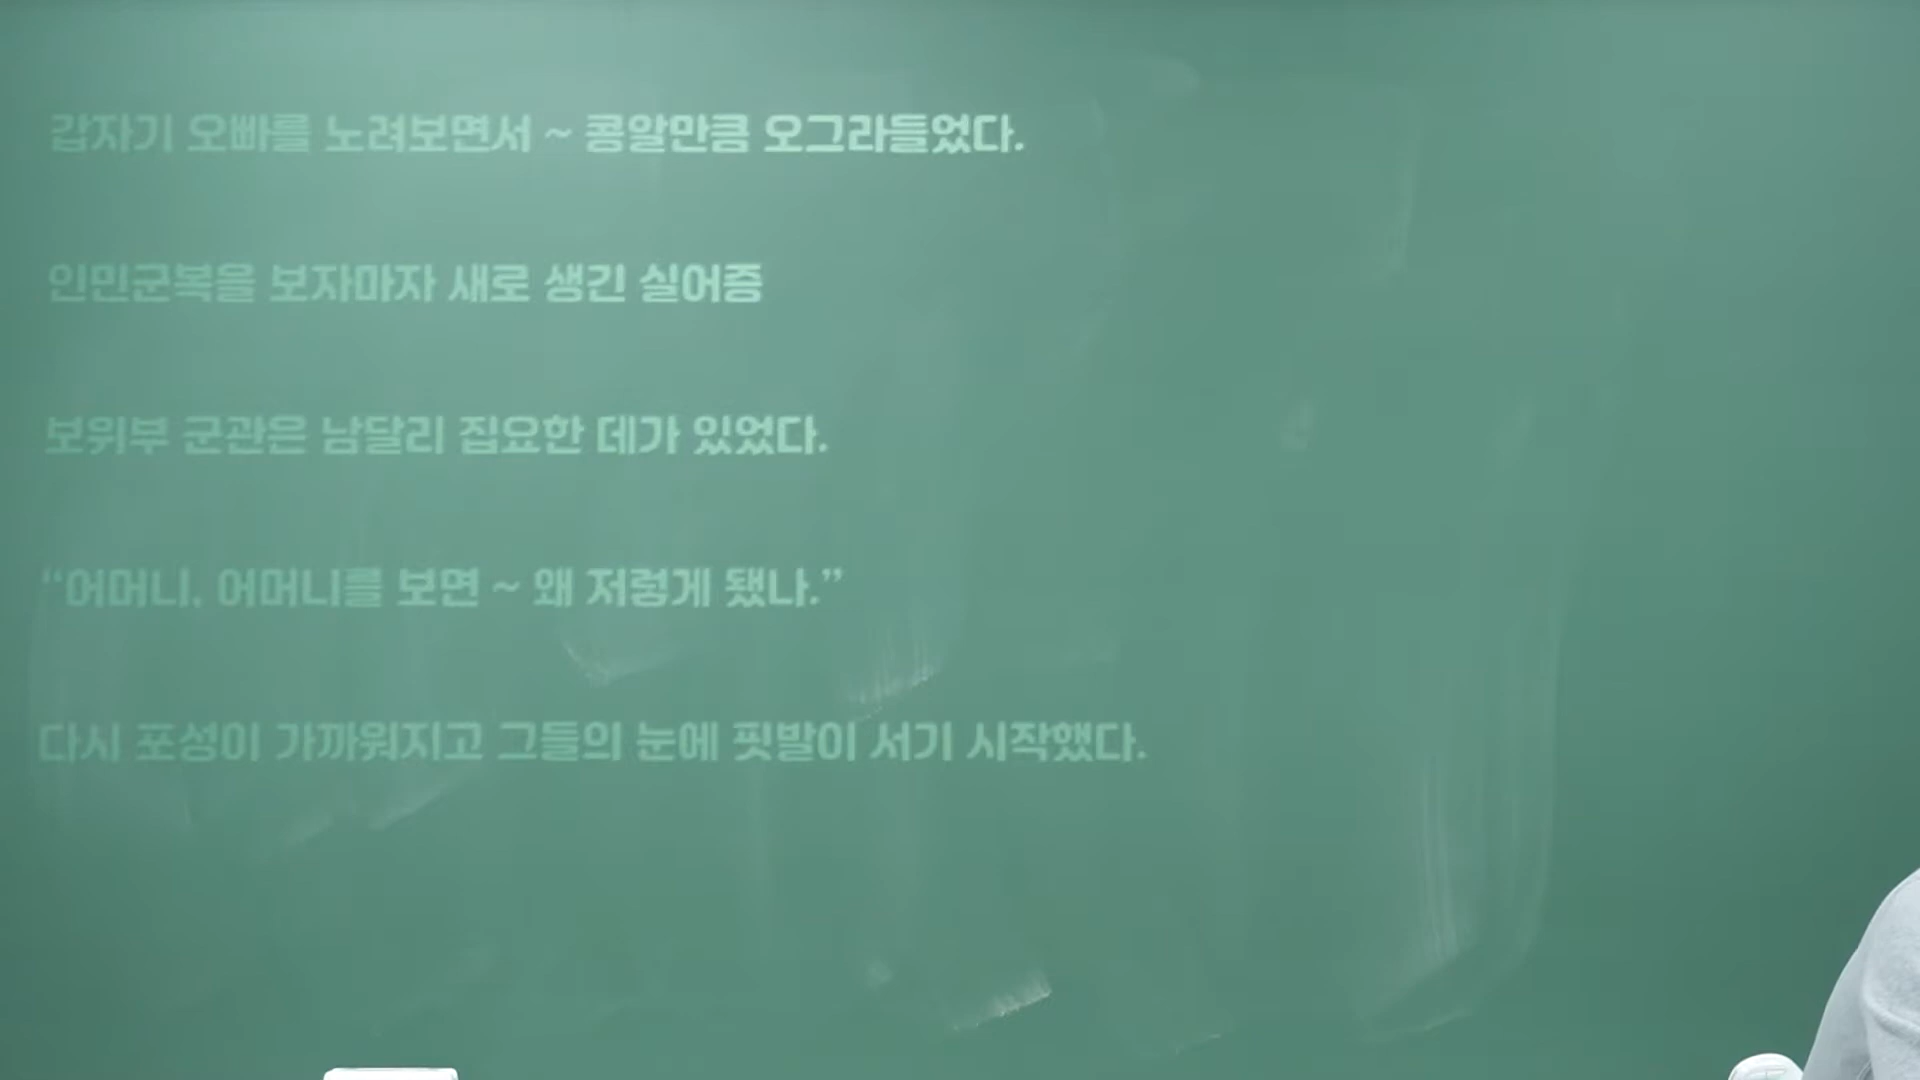 갑자기 오빠를 노려보면서 ~ 콩알만큼 오그라들었다.
인민군복을 보자마자 새로 생긴 실어증
보위부 군관은 남달리 집요한 데가 있었다.
“어머니, 어머니를 보면 ~ 왜 저렇게 됐나.”
다시 포성이 가까워지고 그들의 눈에 핏발이 서기 시작했다.